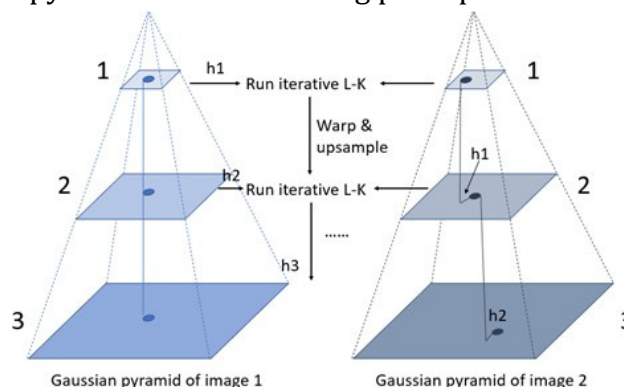 1
h1
Run iterative L-K
1
Warp &
upsample
h1
2
h2
Run iterative L-K
2
......
h3
h2
3
3
Gaussian pyramid of image 1
Gaussian pyramid of image 2